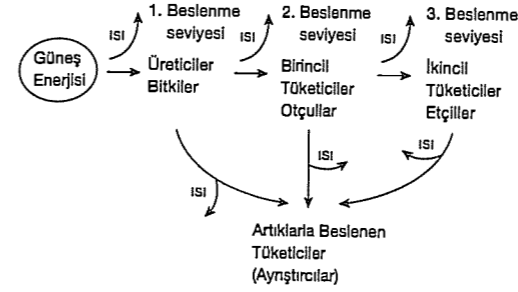 Güneş
Enerjisi
ISI
1. Beslenme
seviyesi
Üreticiler
Bitkiler
ISI
2. Beslenme
seviyesi
Birincil
Tüketiciler
Otçullar
ISI
3. Beslenme
seviyesi
İkincil
Tüketiciler
Etçiller
ISI
ISI
ISI
Artıklarla Beslenen
Tüketiciler
(Ayrıştırcılar)